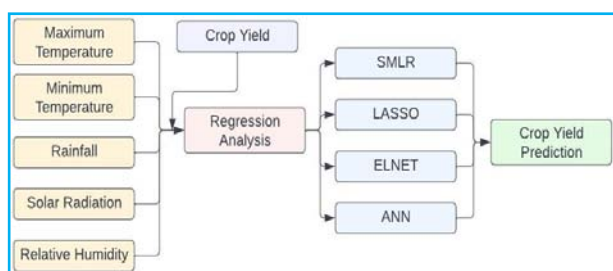 Maximum
Temperature
Minimum
Temperature
Rainfall
Solar Radiation
Relative Humidity
Crop Yield
Regression
Analysis
SMLR
LASSO
ELNET
ANN
Crop Yield
Prediction